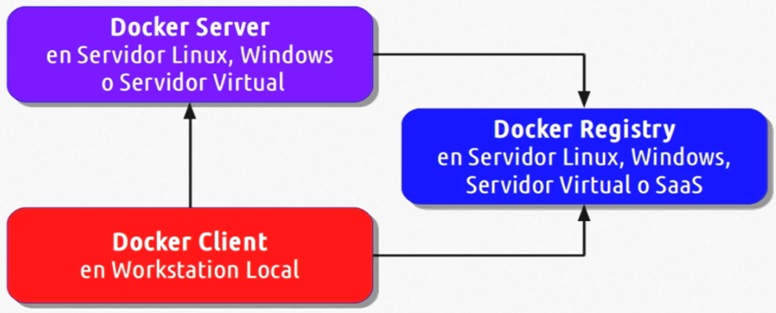 Docker Server
en Servidor Linux, Windows
o Servidor Virtual
Docker Registry
en Servidor Linux, Windows,
Servidor Virtual o SaaS
Docker Client
en Workstation Local